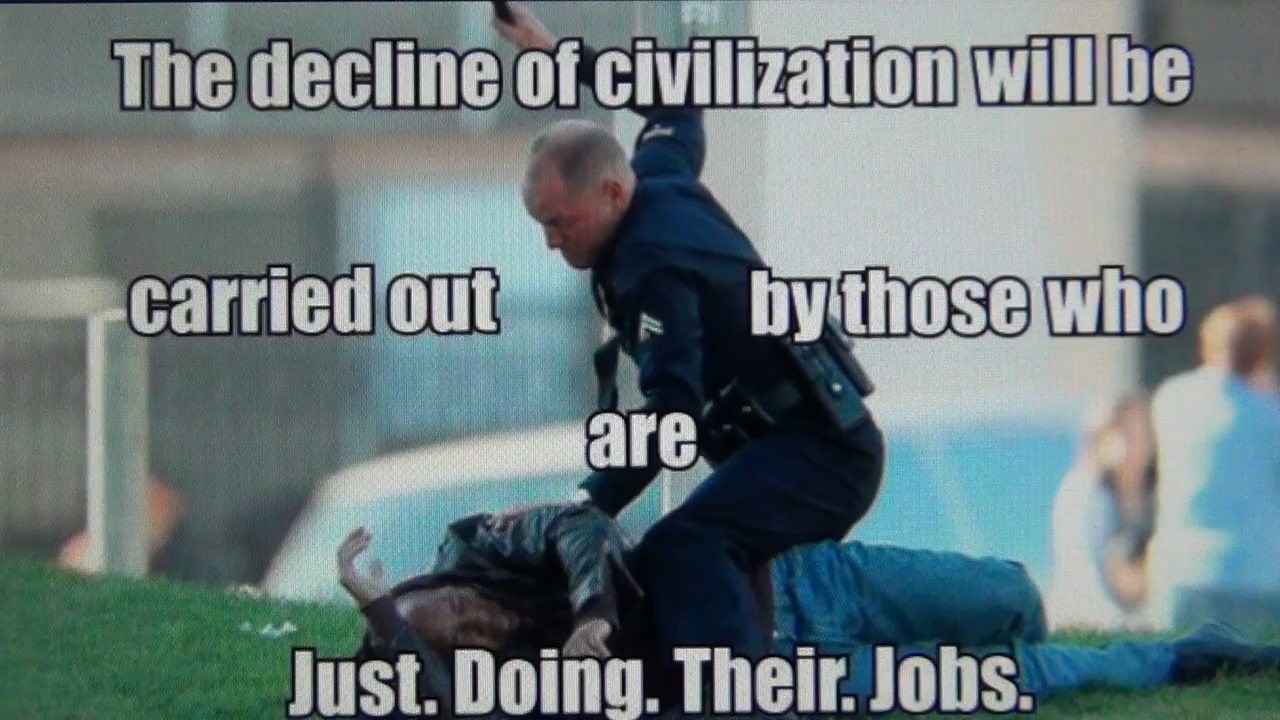 The decline of civilization will be
carried out by those who
are
Just. Doing. Their. Jobs.